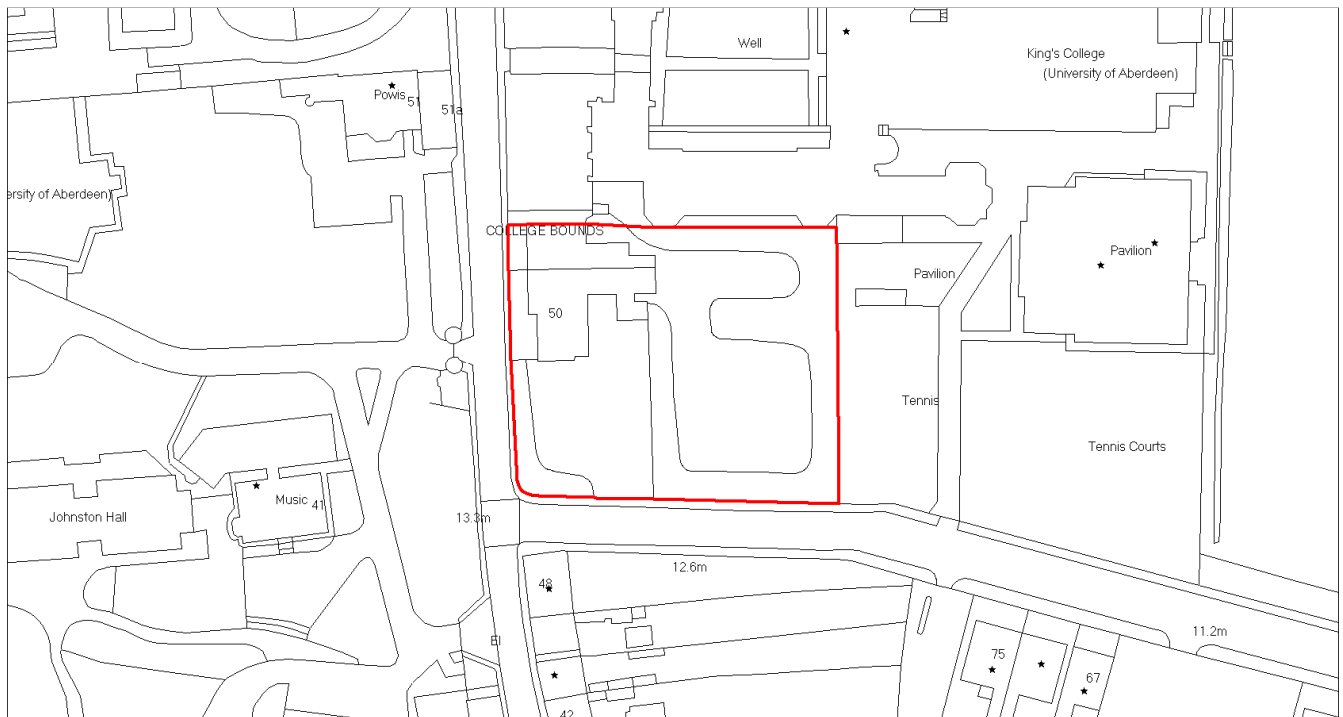 Well
King's College
(University of Aberdeen)
Powis
51
51a
ersity of Aberdeen)
COLLEGE BOUNDS
Pavilion
Pavilion
50
Tennis
Tennis Courts
Music
41
Johnston Hall
13.3m
12.6m
48
El
11.2m
75
67
42